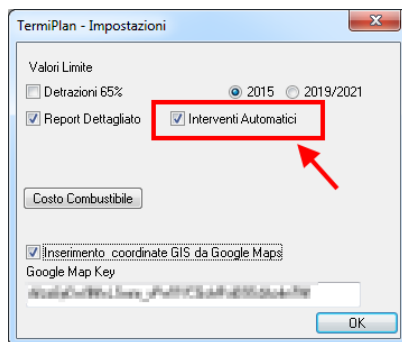 TermiPlan - Impostazioni
Valori Limite
Detrazioni 65% 2015 2019/2021
Report Dettagliato Interventi Automatici
Costo Combustibile
Inserimento coordinate GIS da Google Maps
Google Map Key
OK